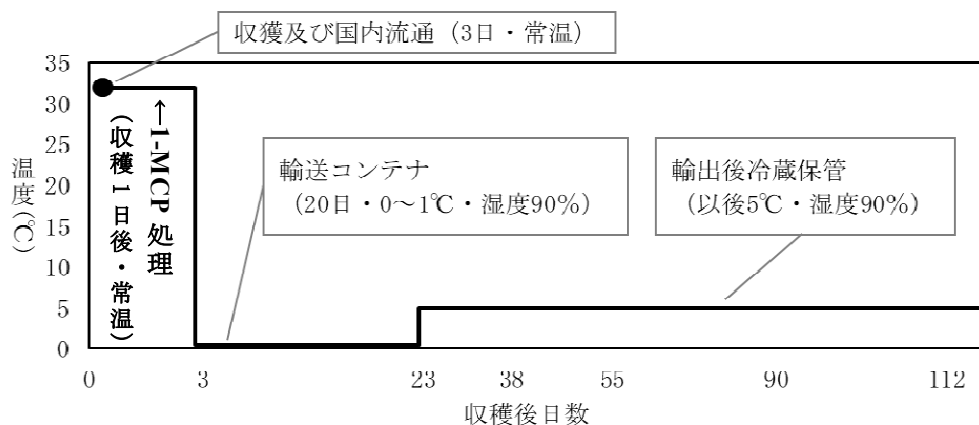 収獲及び国内流通（3日・常温）
35
30
25
20
15
10
5
0
温度(℃)
←1-MCP 処理
（収穫 1 日後・常温）
輸送コンテナ
（20日・0～1℃・湿度90%）
輸出後冷蔵保管
（以後5℃・湿度90%）
0 3 23 38 55 90 112
収穫後日数